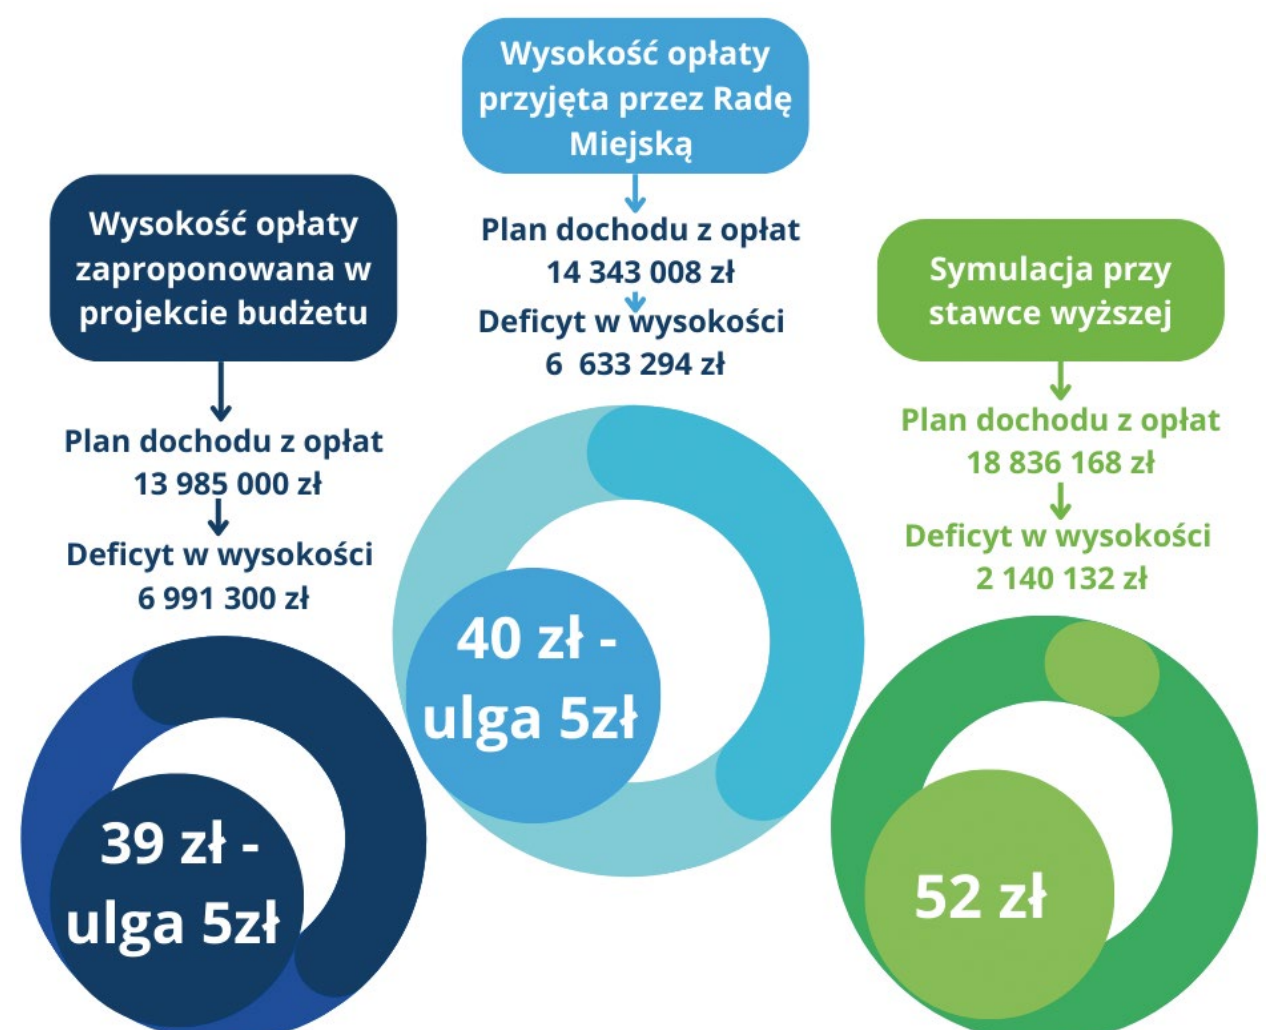 Wysokość opłaty
zaproponowana w
projekcie budżetu
Plan dochodu z opłat
13 985 000 zł
Deficyt w wysokości
6 991 300 zł
39 zł -
ulga 5zł
Wysokość opłaty
przyjęta przez Radę
Miejską
Plan dochodu z opłat
14 343 008 zł
Deficyt w wysokości
6  633 294 zł
40 zł -
ulga 5zł
Symulacja przy
stawce wyższej
Plan dochodu z opłat
18 836 168 zł
Deficyt w wysokości
2 140 132 zł
52 zł